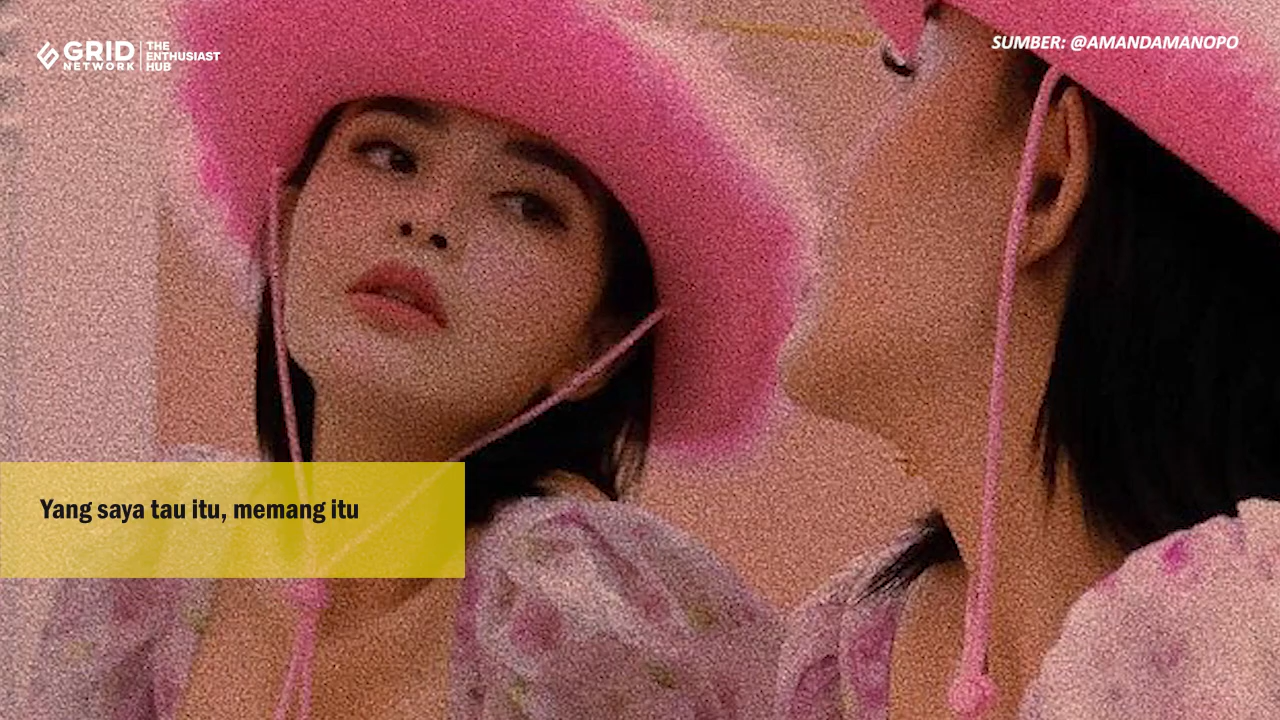 GRID
NETWORK
THE
ENTHUSIAST
HUB
SUMBER: @AMANDAMANOPO
Yang saya tau itu, memang itu